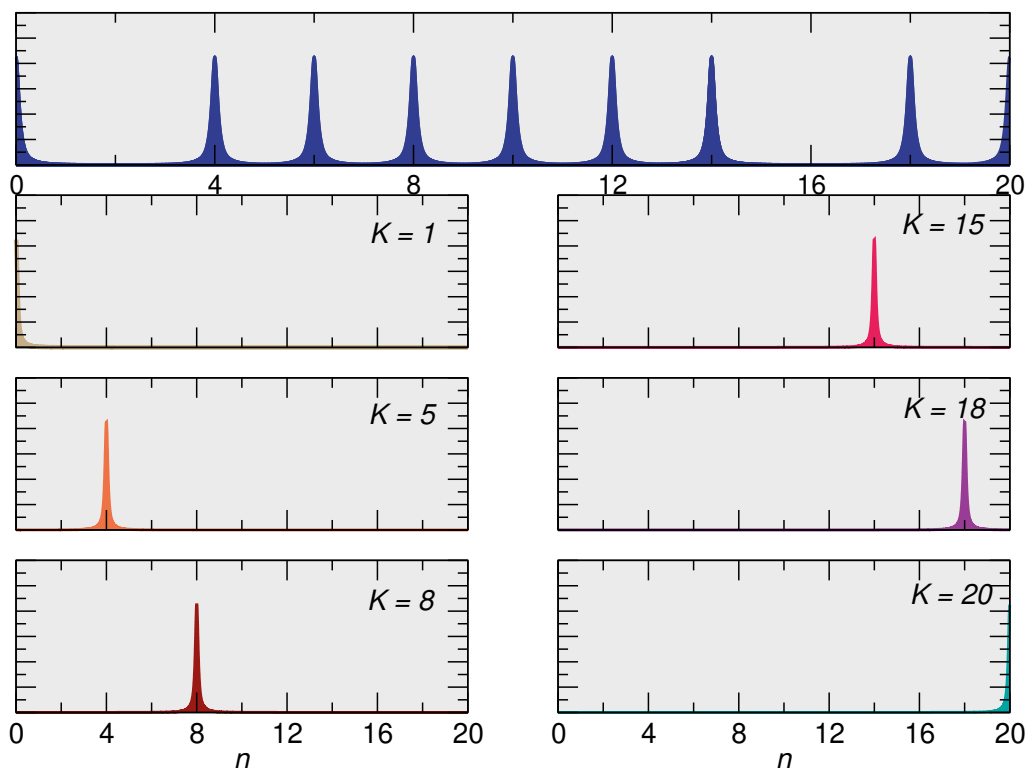 0 4 8 12 16 20
K = 1
K = 15
K = 5
K = 18
K = 8
K = 20
0 4 8 12 16 20
n
0 4 8 12 16 20
n